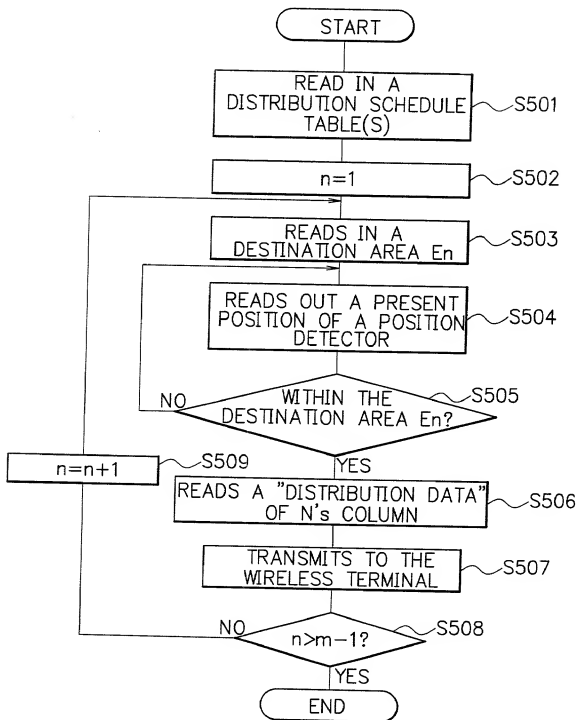 START
READ IN A
DISTRIBUTION SCHEDULE
TABLE(S)
S501
n=1
S502
READS IN A
DESTINATION AREA En
S503
READS OUT A PRESENT
POSITION OF A POSITION
DETECTOR
S504
WITHIN THE
DESTINATION AREA En?
S505
NO
YES
n=n+1
S509
READS A "DISTRIBUTION DATA"
OF N's COLUMN
S506
TRANSMITS TO THE
WIRELESS TERMINAL
S507
n>m-1?
S508
NO
YES
END